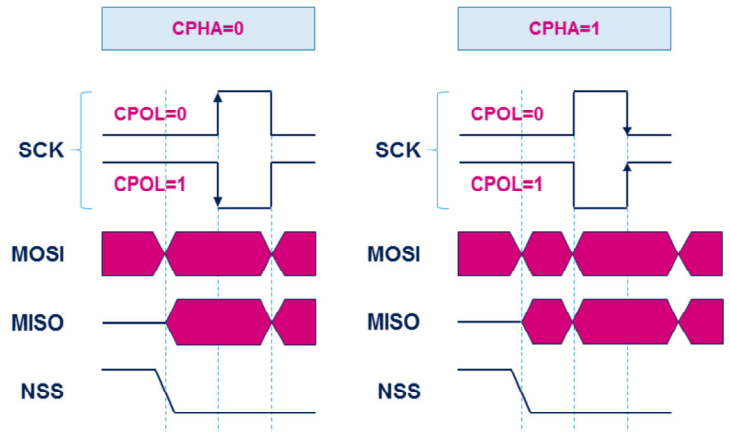 CPHA=0
CPOL=0
SCK
CPOL=1
MOSI
MISO
NSS
CPHA=1
CPOL=0
SCK
CPOL=1
MOSI
MISO
NSS